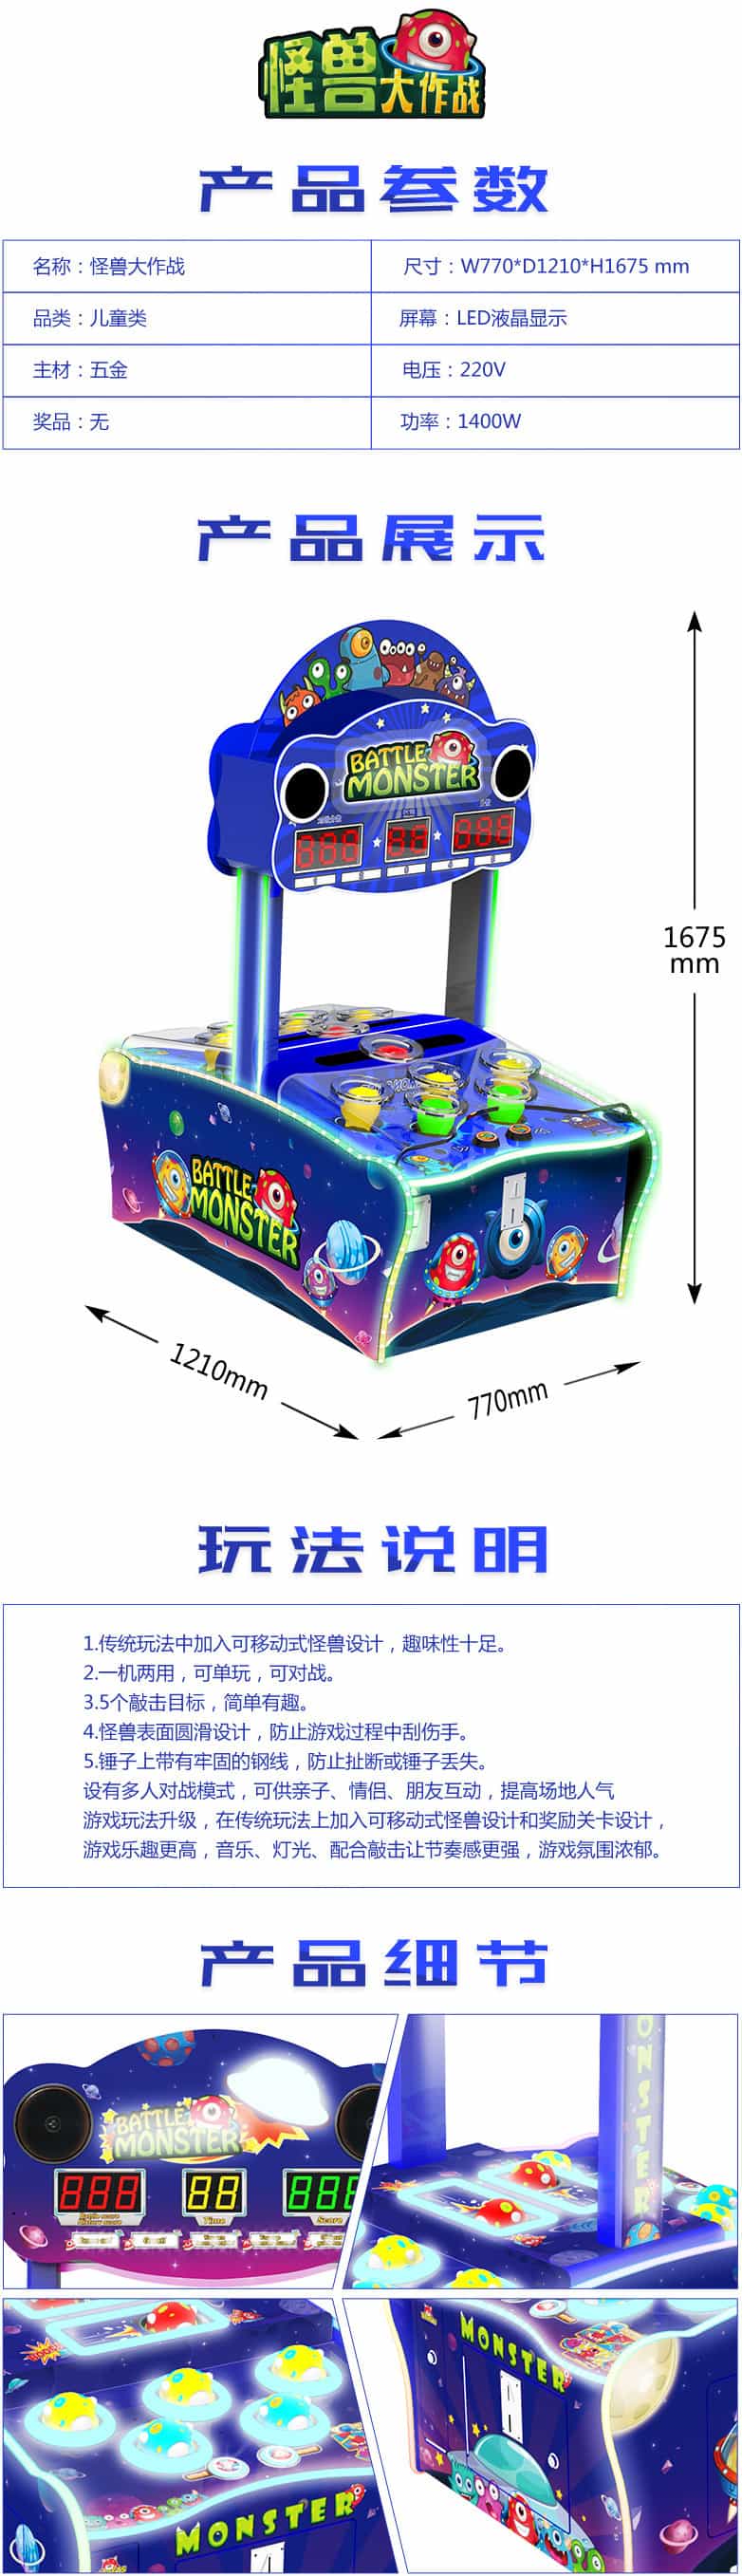 怪兽大作战
产品参数
名称：怪兽大作战
尺寸：W770*D1210*H1675 mm
品类：儿童类
屏幕：LED液晶显示
主材：五金
电压：220V
奖品：无
功率：1400W
产品展示
BATTLE
MONSTER
888
88
888
1675
mm
BATTLE
MONSTER
1210mm
770mm
玩法说明
1.传统玩法中加入可移动式怪兽设计，趣味性十足。
2.一机两用，可单玩，可对战。
3.5个敲击目标，简单有趣。
4.怪兽表面圆滑设计，防止游戏过程中刮伤手。
5.锤子上带有牢固的钢线，防止扯断或锤子丢失。
设有多人对战模式，可供亲子、情侣、朋友互动，提高场地人气
游戏玩法升级，在传统玩法上加入可移动式怪兽设计和奖励关卡设计，
游戏乐趣更高，音乐、灯光、配合敲击让节奏感更强，游戏氛围浓郁。
产品细节
BATTLE
MONSTER
888
88
888
Time
Score
ONSTER
MONSTER
MONSTER